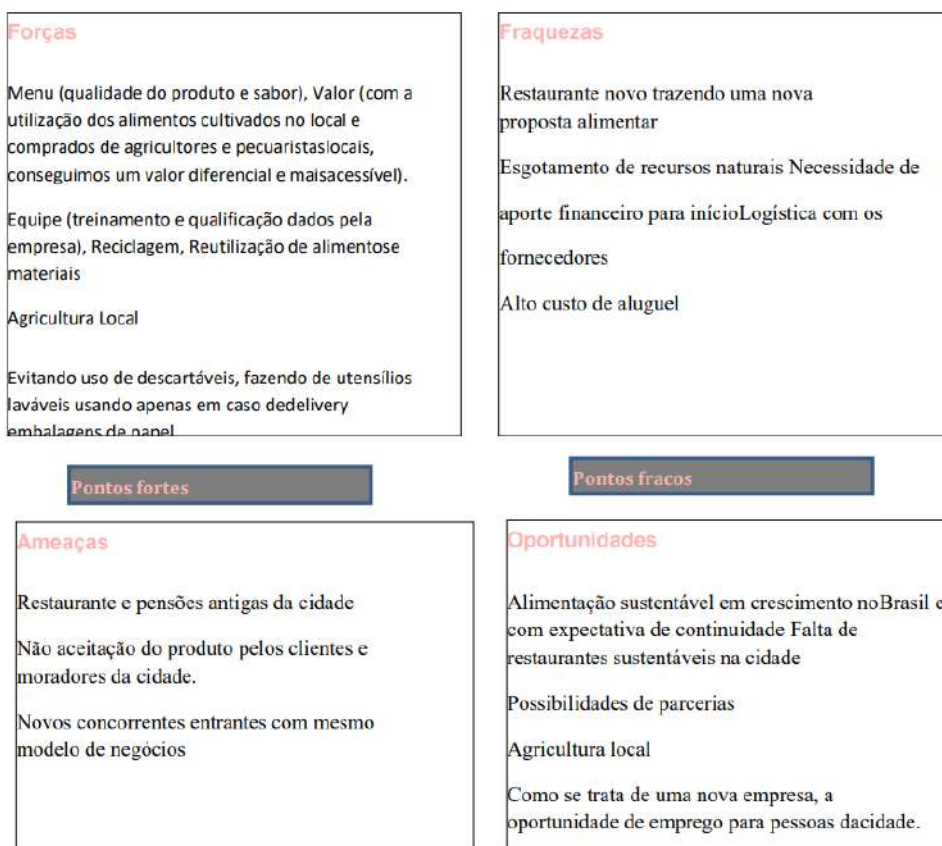 Forças
Menu (qualidade do produto e sabor), Valor (com a
utilização dos alimentos cultivados no local e
comprados de agricultores e pecuaristaslocais,
conseguimos um valor diferencial e maisacessível).
Equipe (treinamento e qualificação dados pela
empresa), Reciclagem, Reutilização de alimentose
materiais
Agricultura Local
Evitando uso de descartáveis, fazendo de utensílios
laváveis usando apenas em caso dedelivery
embalagens de papel
Fraquezas
Restaurante novo trazendo uma nova
proposta alimentar
Esgotamento de recursos naturais Necessidade de
aporte financeiro para inícioLogística com os
fornecedores
Alto custo de aluguel
Pontos fortes
Pontos fracos
Ameaças
Restaurante e pensões antigas da cidade
Não aceitação do produto pelos clientes e
moradores da cidade.
Novos concorrentes entrantes com mesmo
modelo de negócios
Oportunidades
Alimentação sustentável em crescimento noBrasil e
com expectativa de continuidade Falta de
restaurantes sustentáveis na cidade
Possibilidades de parcerias
Agricultura local
Como se trata de uma nova empresa, a
oportunidade de emprego para pessoas dacidade.